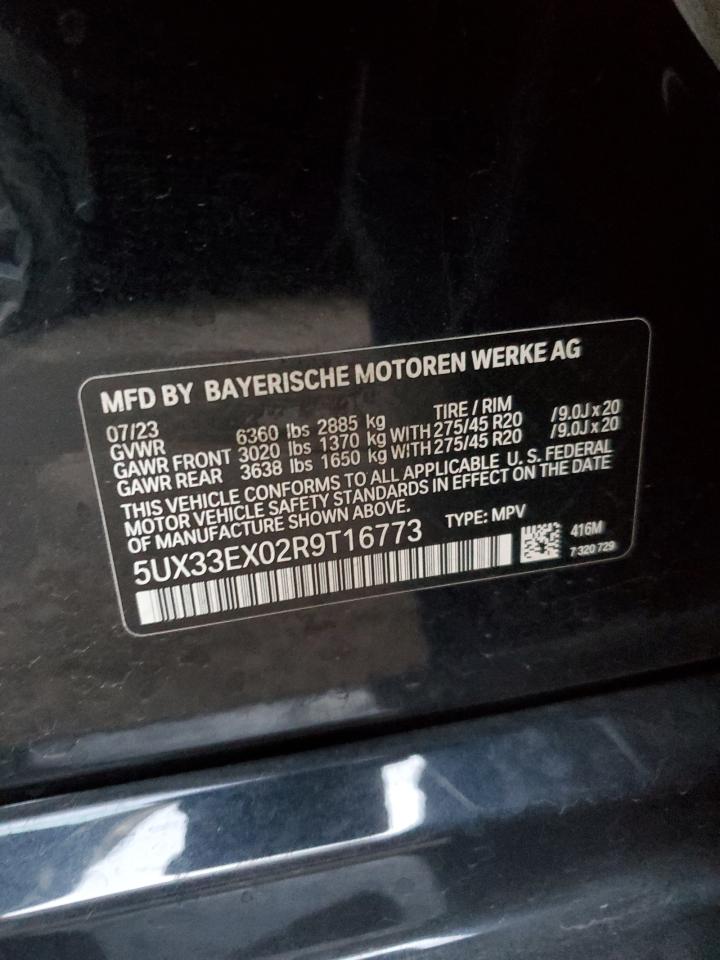 MFD BY BAYERISCHE MOTOREN WERKE AG
07/23 TIRE / RIM
GVWR 6360 lbs 2885 kg
GAWR FRONT 3020 lbs 1370 kg WITH 275/45 R20 /9.0J x 20
GAWR REAR 3638 lbs 1650 kg WITH 275/45 R20 /9.0J x 20
THIS VEHICLE CONFORMS TO ALL APPLICABLE U. S. FEDERAL
MOTOR VEHICLE SAFETY STANDARDS IN EFFECT ON THE DATE
OF MANUFACTURE SHOWN ABOVE.
5UX33EX02R9T16773 TYPE: MPV
416M
7 320 729